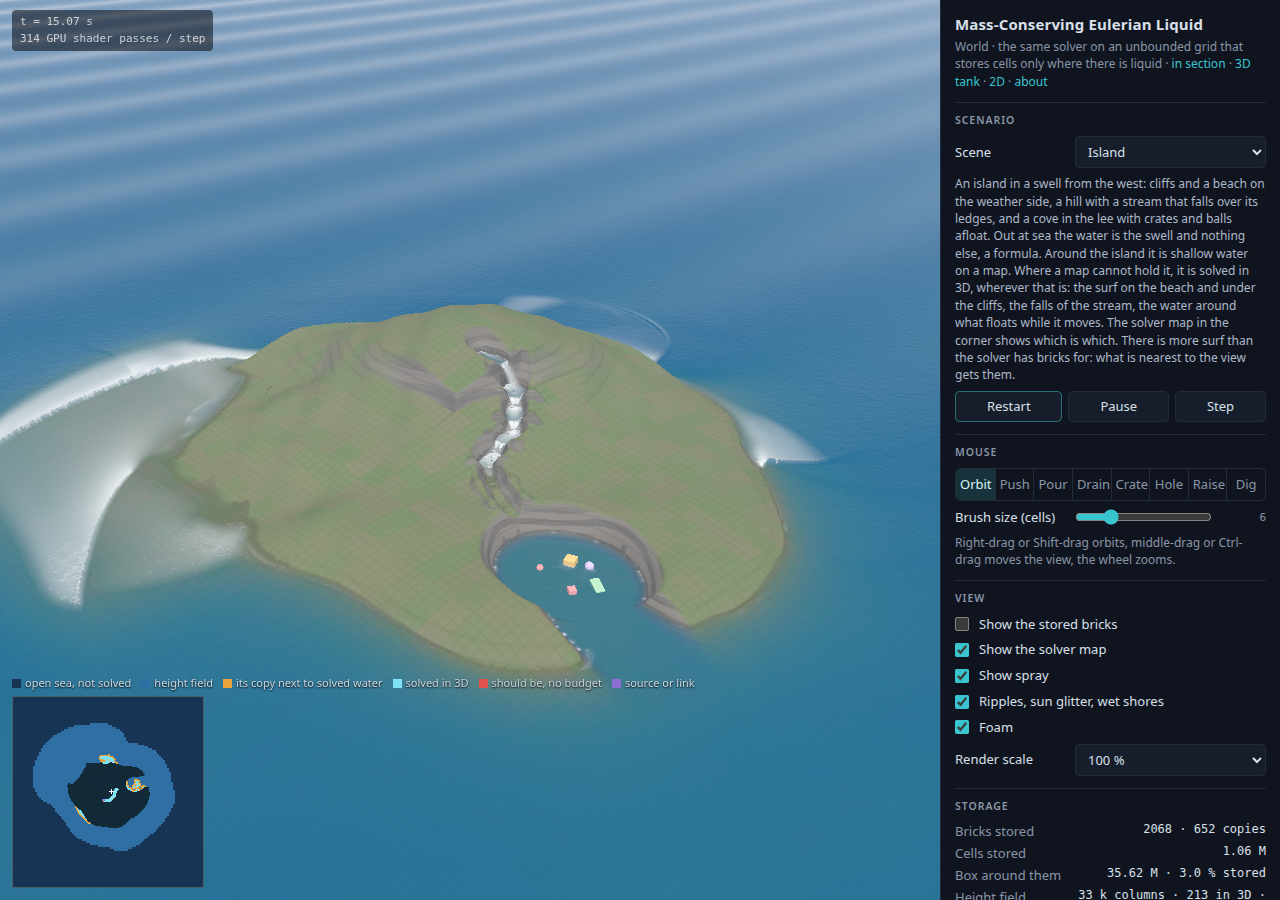 t = 15.07 s
314 GPU shader passes / step
Mass-Conserving Eulerian Liquid
World · the same solver on an unbounded grid that
stores cells only where there is liquid · in section · 3D
tank · 2D · about
SCENARIO
Scene Island
An island in a swell from the west: cliffs and a beach on
the weather side, a hill with a stream that falls over its
ledges, and a cove in the lee with crates and balls
afloat. Out at sea the water is the swell and nothing
else, a formula. Around the island it is shallow water
on a map. Where a map cannot hold it, it is solved in
3D, wherever that is: the surf on the beach and under
the cliffs, the falls of the stream, the water around
what floats while it moves. The solver map in the
corner shows which is which. There is more surf than
the solver has bricks for: what is nearest to the view
gets them.
Restart Pause Step
MOUSE
Orbit Push Pour Drain Crate Hole Raise Dig
Brush size (cells) 6
Right-drag or Shift-drag orbits, middle-drag or Ctrl-
drag moves the view, the wheel zooms.
VIEW
Show the stored bricks
Show the solver map
Show spray
Ripples, sun glitter, wet shores
Foam
Render scale 100 %
STORAGE
Bricks stored 2068 · 652 copies
Cells stored 1.06 M
Box around them 35.62 M · 3.0 % stored
Height field 33 k columns · 213 in 3D ·
open sea, not solved height field its copy next to solved water solved in 3D should be, no budget source or link